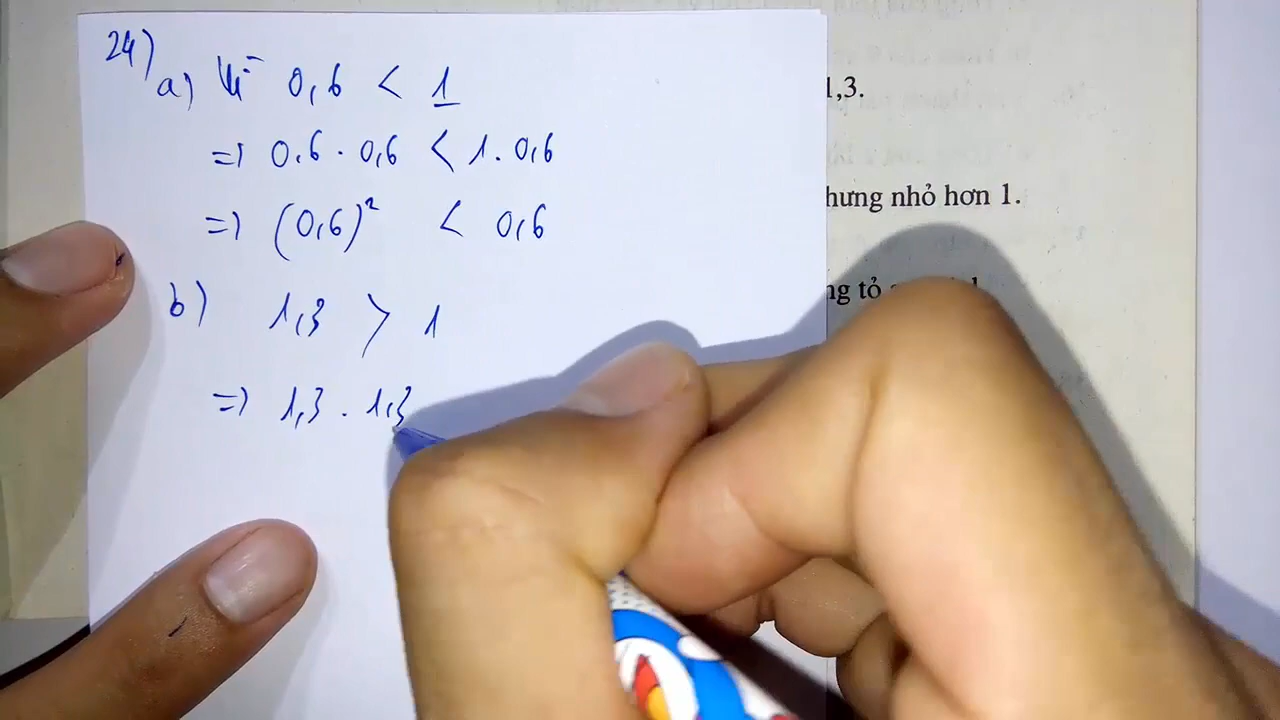 24)
a) Vì 0,6 < 1
=> 0,6 . 0,6 < 1 . 0,6
=> (0,6)² < 0,6
b) 1,3 > 1
=> 1,3 . 1,3
1,3.
hưng nhỏ hơn 1.
ng tỏ